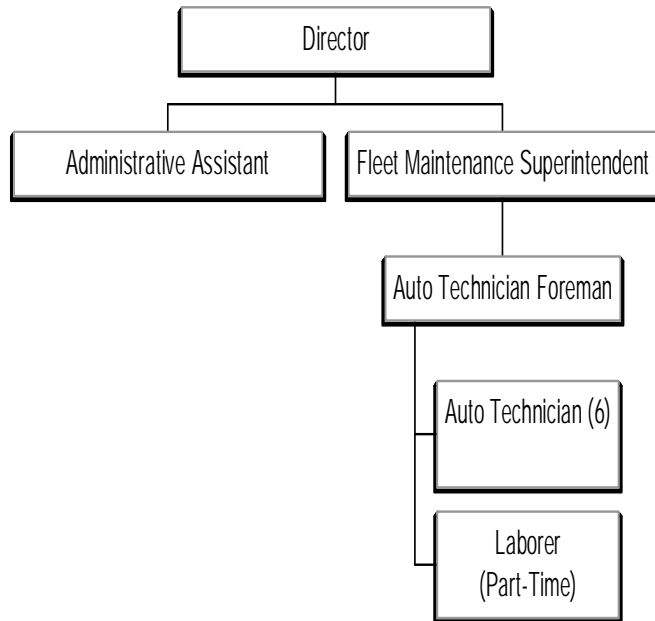 Director
Administrative Assistant
Fleet Maintenance Superintendent
Auto Technician Foreman
Auto Technician (6)
Laborer
(Part-Time)